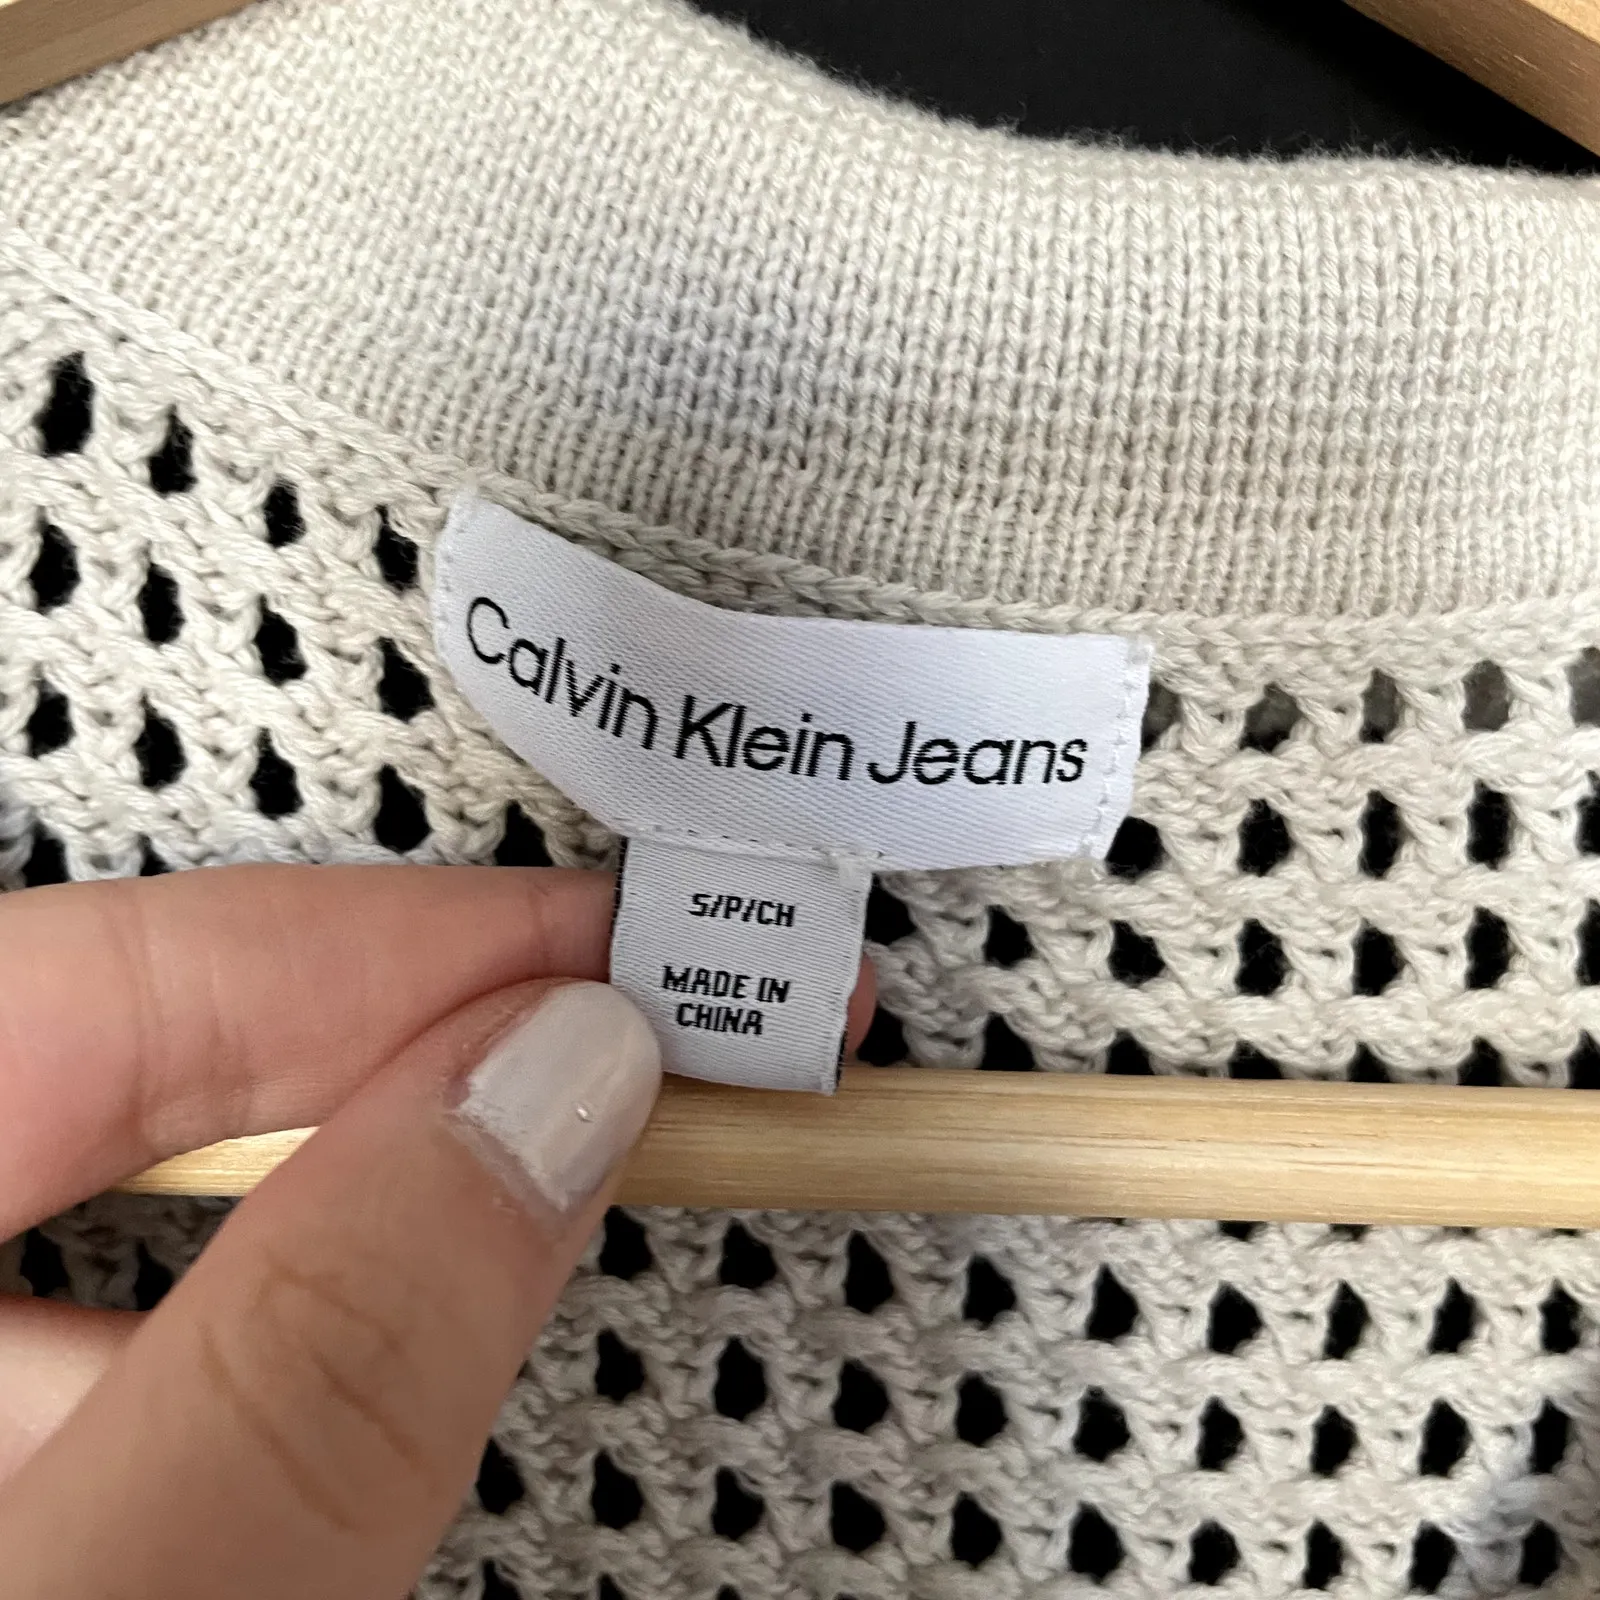 Calvin Klein Jeans
S/P/CH
MADE IN
CHINA